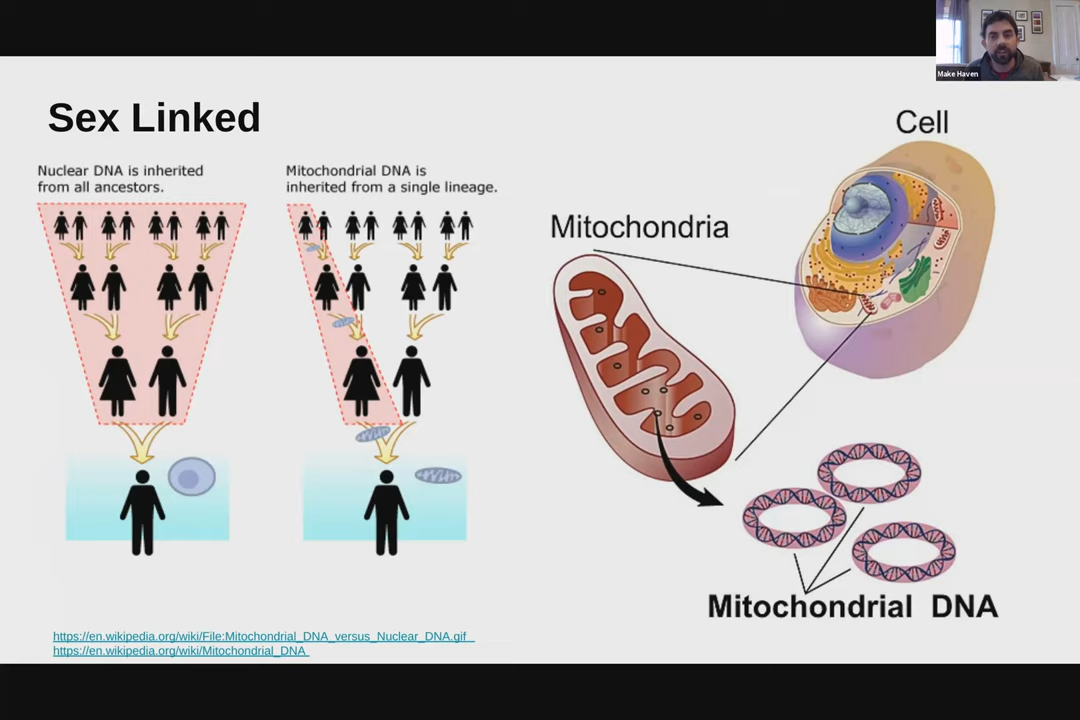 Make Haven
Sex Linked
Nuclear DNA is inherited
from all ancestors.
Mitochondrial DNA is
inherited from a single lineage.
Cell
Mitochondria
Mitochondrial DNA
https://en.wikipedia.org/wiki/File:Mitochondrial_DNA_versus_Nuclear_DNA.gif
https://en.wikipedia.org/wiki/Mitochondrial_DNA